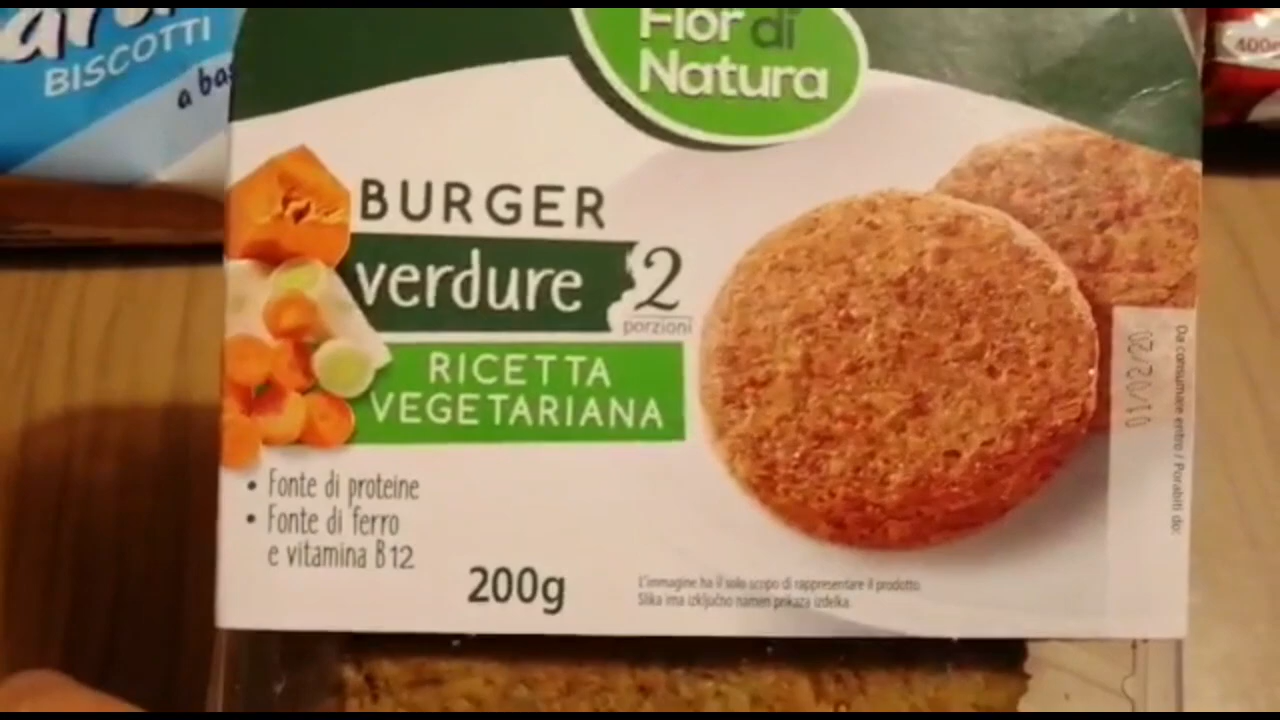 BISCOTTI
a bas
Fior di
Natura
BURGER
verdure 2
porzioni
RICETTA
VEGETARIANA
• Fonte di proteine
• Fonte di ferro
e vitamina B12
200g
L'immagine ha il solo scopo di rappresentare il prodotto.
Slika ima izključno namen prikaza izdelka.
Da consumare entro / Porabiti do:
01/02/20